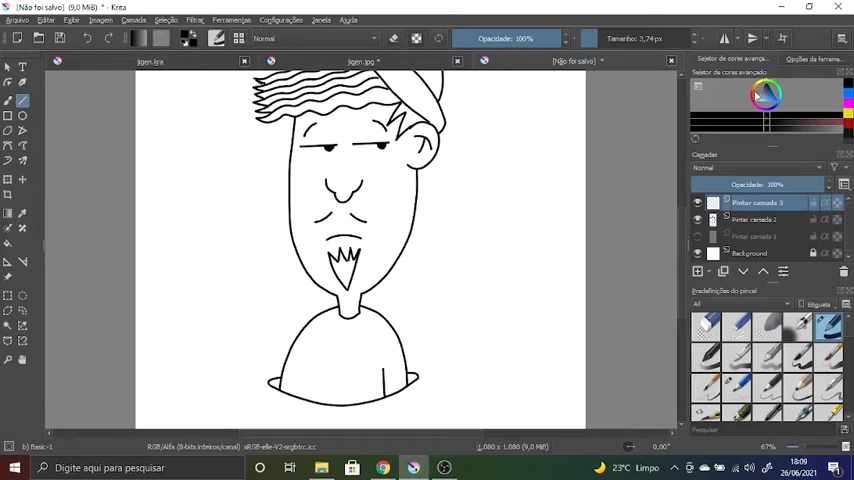 [Não foi salvo] (9,0 MiB) * - Krita
Arquivo Editar Exibir Imagem Camada Seleção Filtrar Ferramentas Configurações Janela Ajuda
Normal Opacidade: 100% Tamanho: 3,74 px
jigen.kra
jigen.jpg *
[Não foi salvo] *
Seletor de cores avança...
Opções da ferrame...
Seletor de cores avançado
Camadas
Normal
Opacidade: 100%
Pintar camada 3
Pintar camada 2
Pintar camada 1
Background
Predefinições do pincel
All
Etiqueta
Pesquisar
b) Basic-1
RGB/Alfa (8-bits inteiros/canal) sRGB-elle-V2-srgbtrc.icc
1.080 x 1.080 (9,0 MiB)
0,00°
67%
Digite aqui para pesquisar
23°C Limpo
18:09
26/06/2021
1